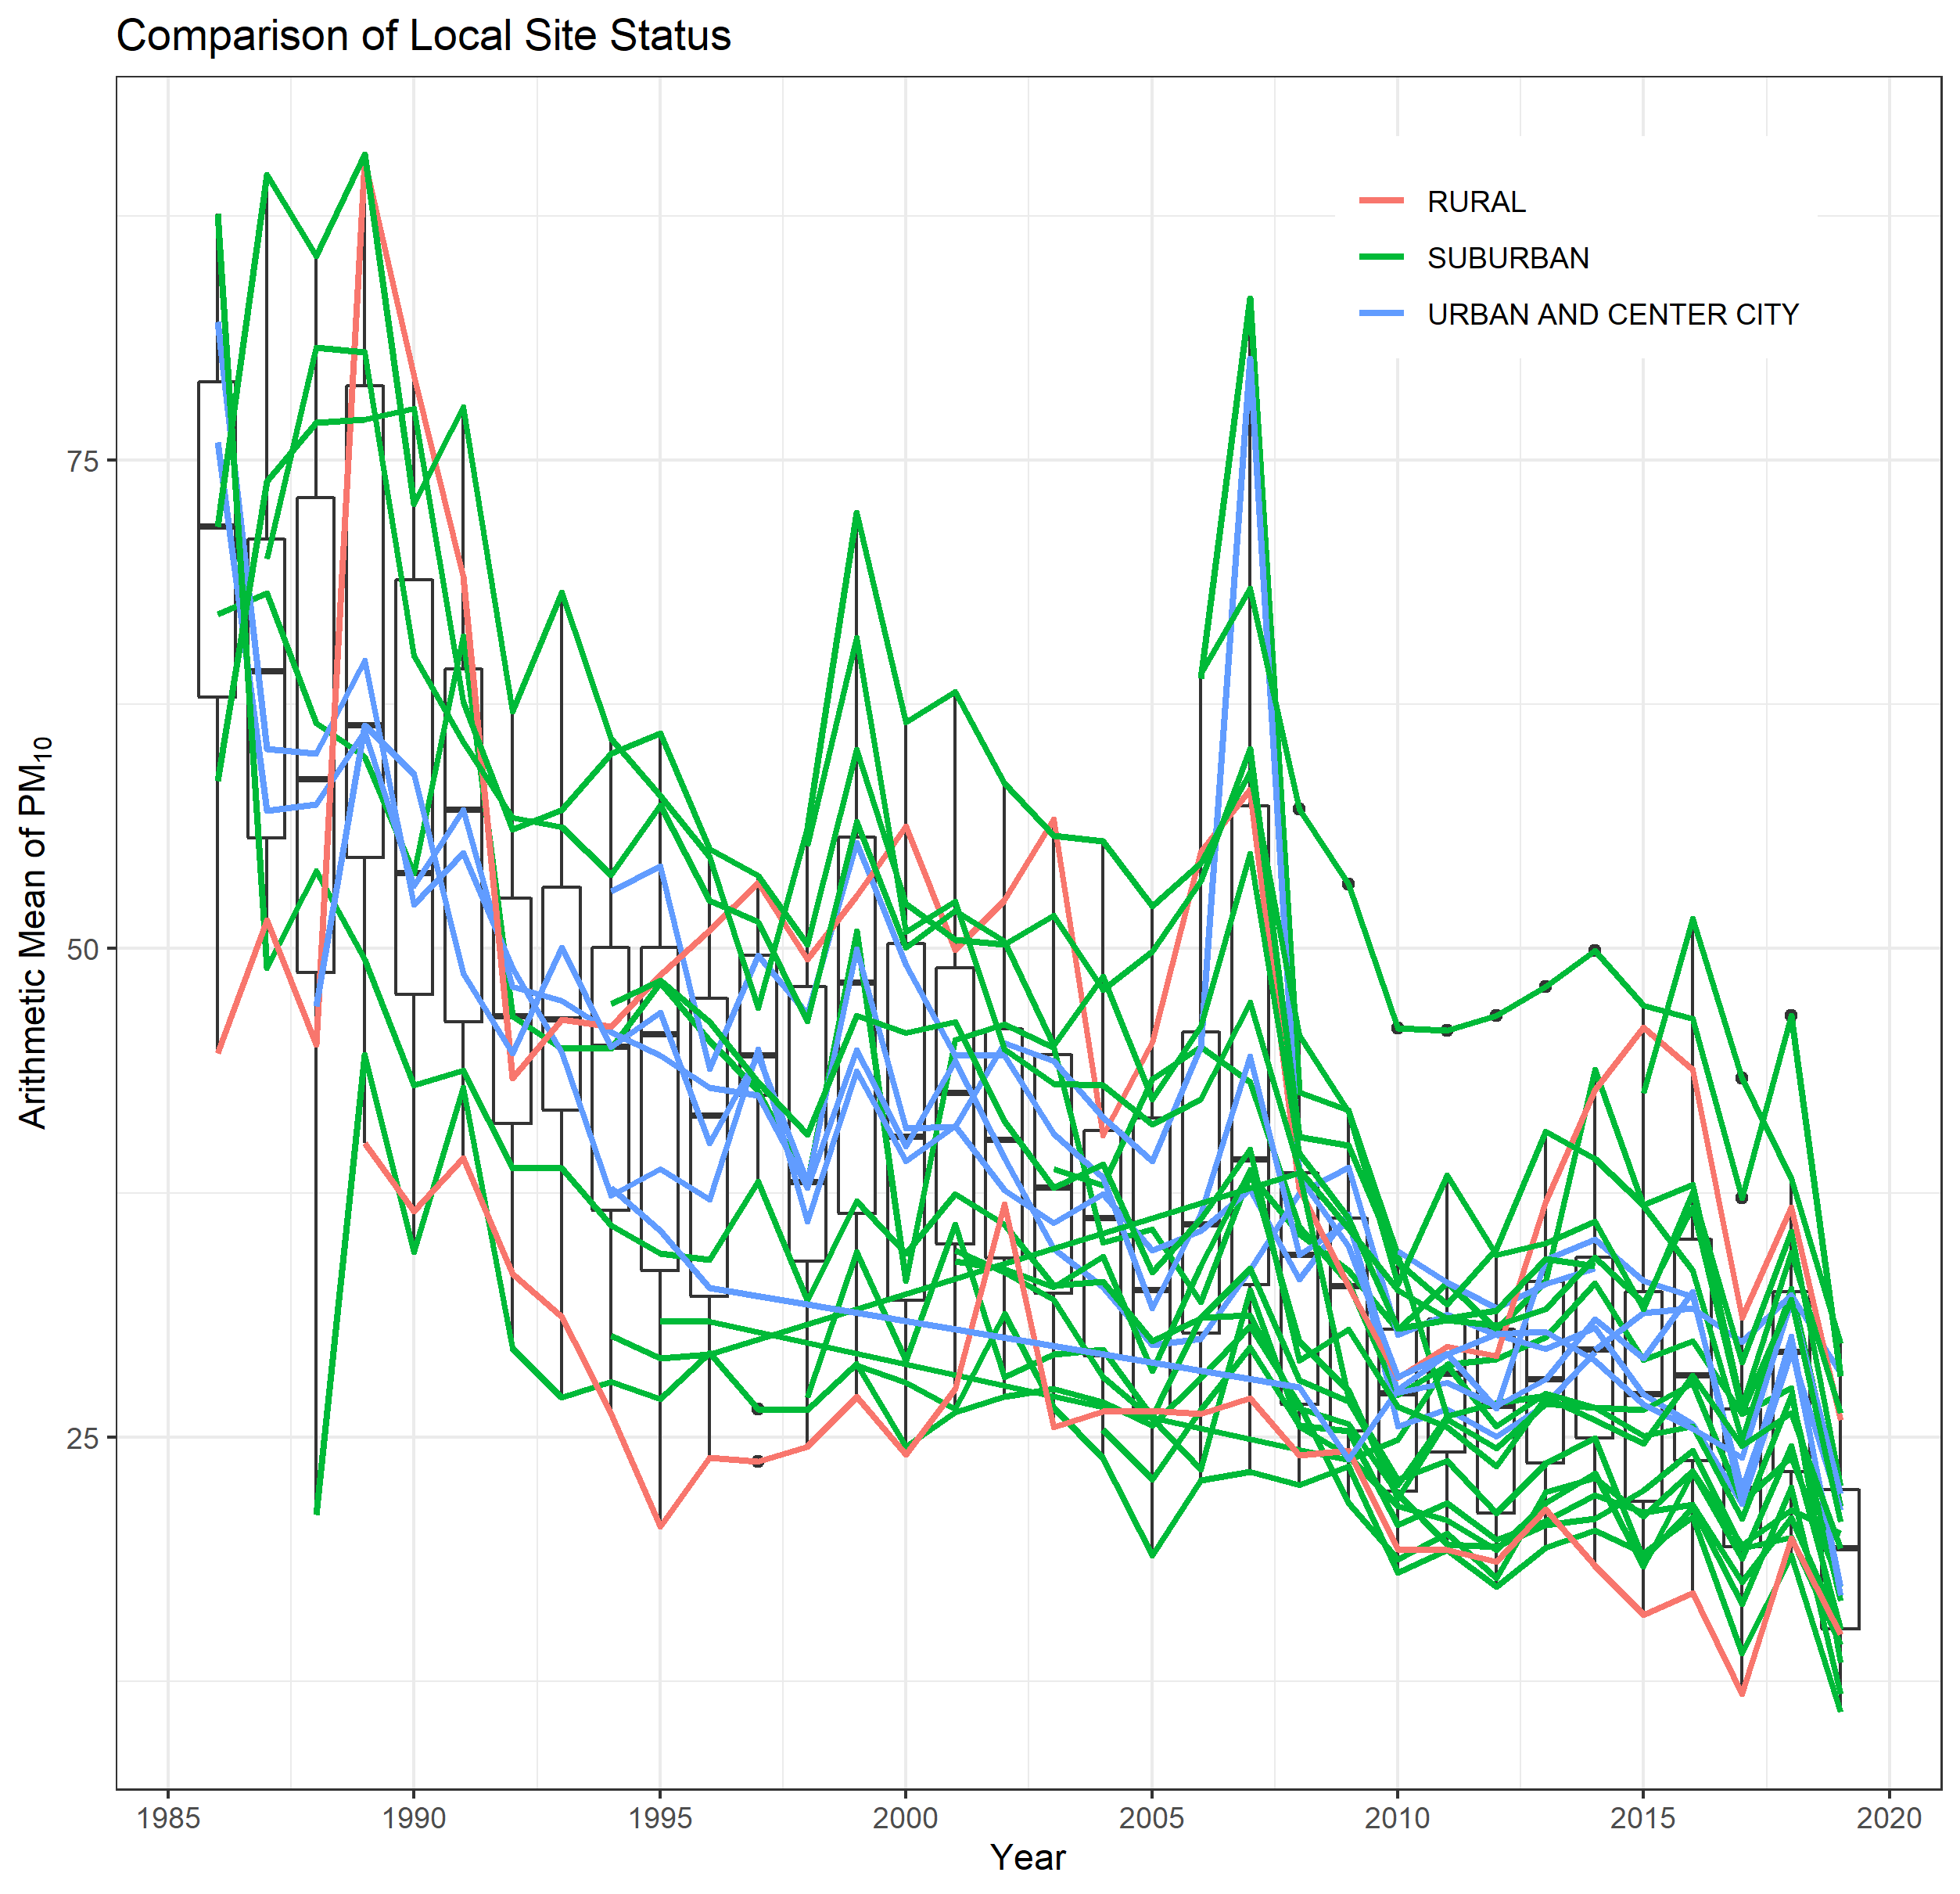 Comparison of Local Site Status
RURAL
SUBURBAN
URBAN AND CENTER CITY
75
50
25
Arithmetic Mean of PM₁₀
1985 1990 1995 2000 2005 2010 2015 2020
Year